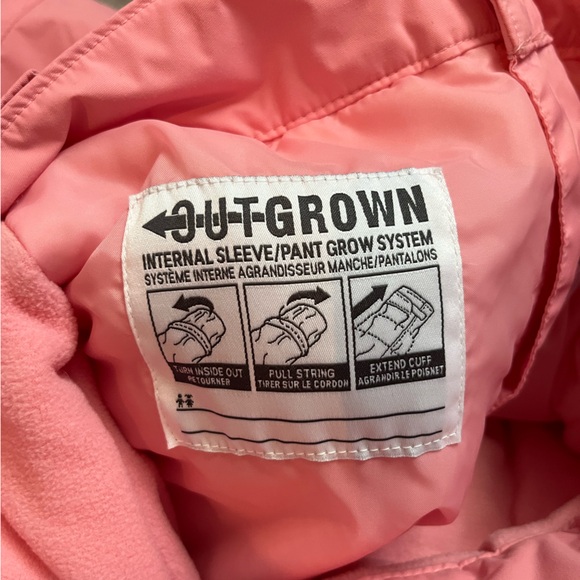 OUTGROWN
INTERNAL SLEEVE/PANT GROW SYSTEM
SYSTÈME INTERNE AGRANDISSEUR MANCHE/PANTALONS
TURN INSIDE OUT
RETOURNER
PULL STRING
TIRER SUR LE CORDON
EXTEND CUFF
AGRANDIR LE POIGNET